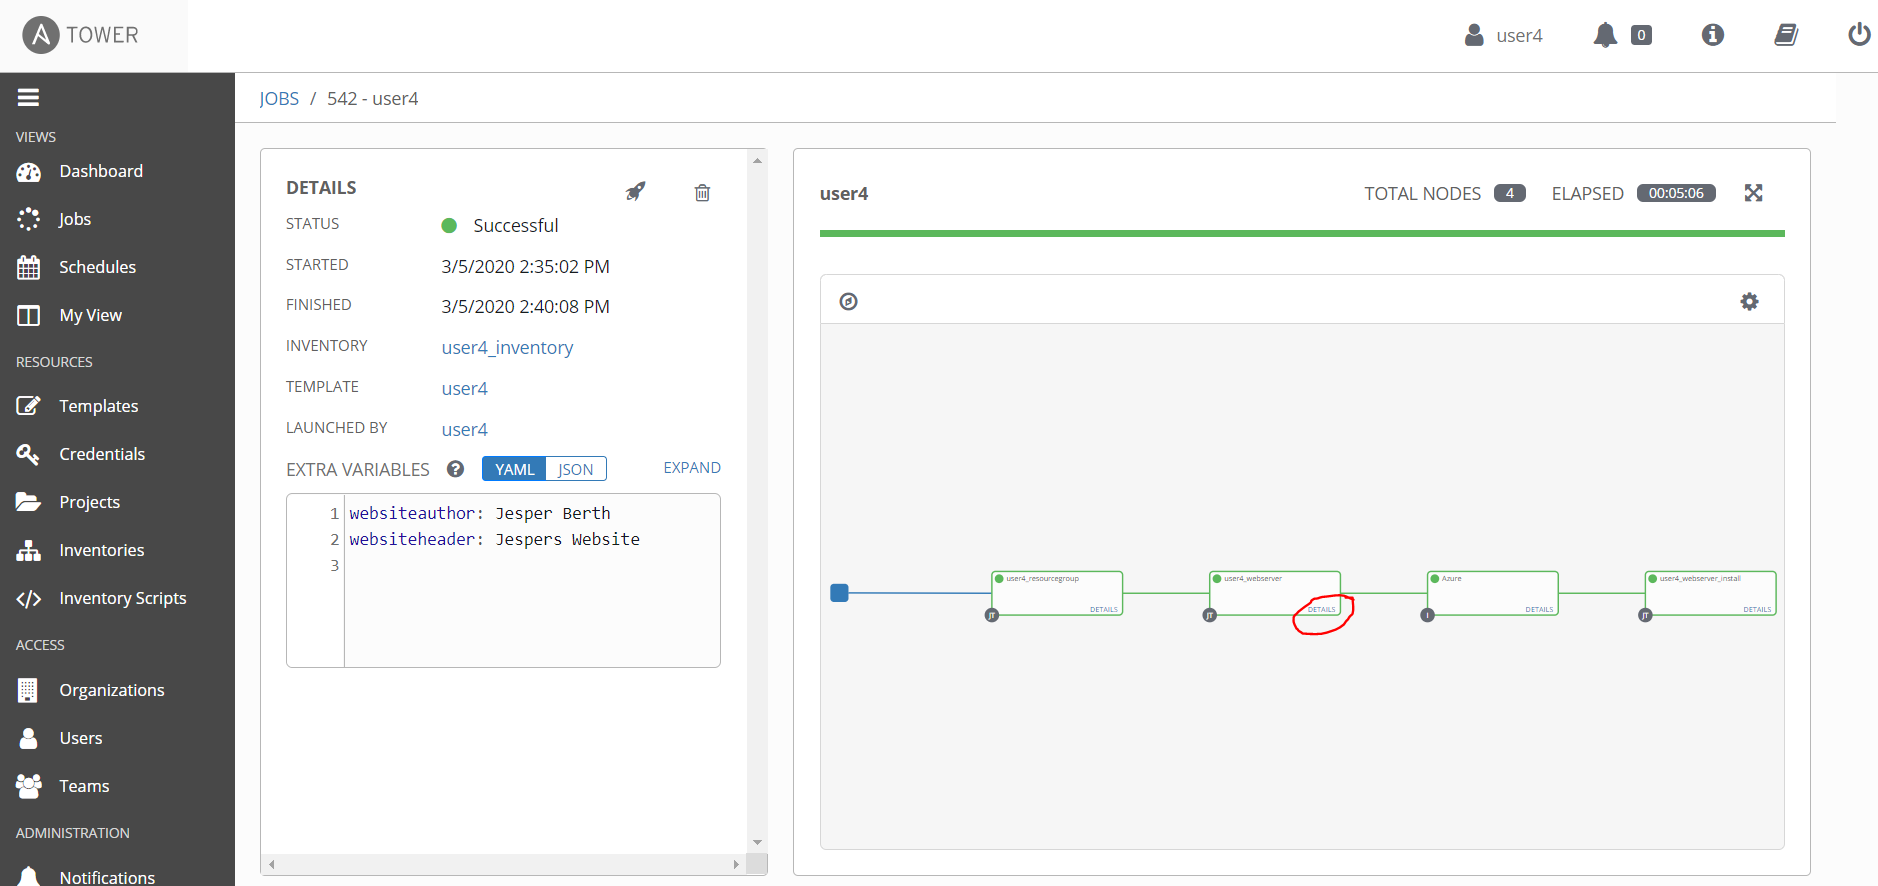 A TOWER
user4
0
VIEWS
Dashboard
Jobs
Schedules
My View
RESOURCES
Templates
Credentials
Projects
Inventories
Inventory Scripts
ACCESS
Organizations
Users
Teams
ADMINISTRATION
Notifications
JOBS / 542 - user4
DETAILS
STATUS Successful
STARTED 3/5/2020 2:35:02 PM
FINISHED 3/5/2020 2:40:08 PM
INVENTORY user4_inventory
TEMPLATE user4
LAUNCHED BY user4
EXTRA VARIABLES ? YAML JSON EXPAND
1 websiteauthor: Jesper Berth
2 websiteheader: Jespers Website
3
user4 TOTAL NODES 4 ELAPSED 00:05:06
user4_resourcegroup
DETAILS
JT
user4_webserver
DETAILS
JT
Azure
DETAILS
I
user4_webserver_install
DETAILS
JT